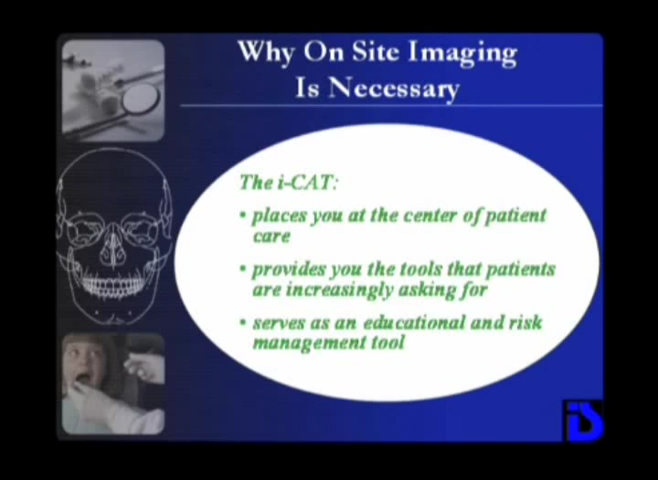 Why On Site Imaging
Is Necessary
The i-CAT:
• places you at the center of patient
care
• provides you the tools that patients
are increasingly asking for
• serves as an educational and risk
management tool
iS